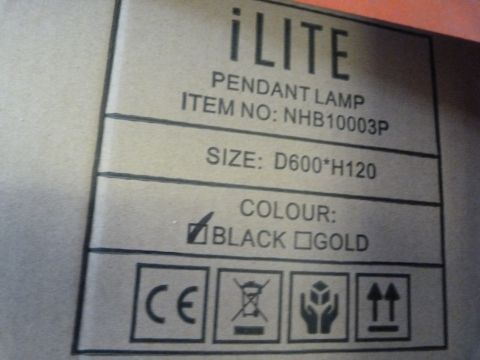 iLITE
PENDANT LAMP
ITEM NO: NHB10003P
SIZE: D600*H120
COLOUR:
BLACK GOLD
CE